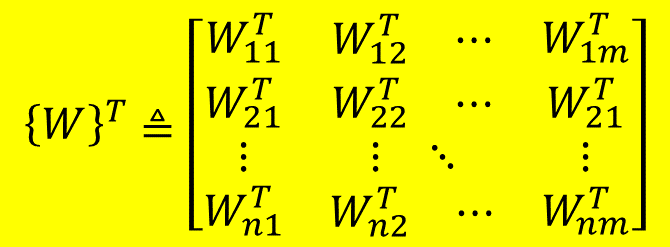 {W}^T ≜ [W_{11}^T W_{12}^T ⋯ W_{1m}^T
W_{21}^T W_{22}^T ⋯ W_{21}^T
⋮ ⋮ ⋱ ⋮
W_{n1}^T W_{n2}^T ⋯ W_{nm}^T]